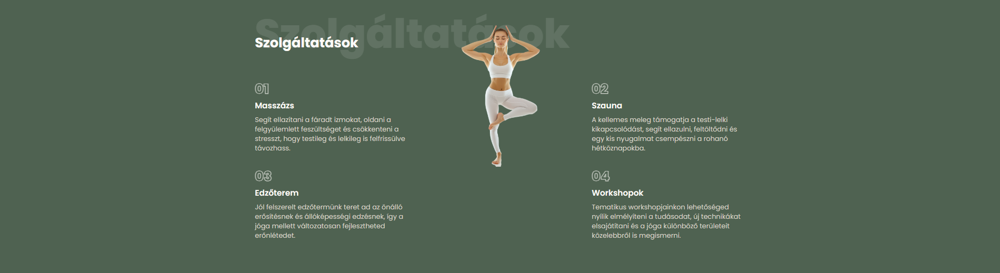 Szolgáltatások
Szolgáltatások
01
Masszázs
Segít ellazítani a fáradt izmokat, oldani a
felgyülemlett feszültséget és csökkenteni a
stresszt, hogy testileg és lelkileg is felfrissülve
távozhass.
02
Szauna
A kellemes meleg támogatja a testi-lelki
kikapcsolódást, segít ellazulni, feltöltődni és
egy kis nyugalmat csempészni a rohanó
hétköznapokba.
03
Edzőterem
Jól felszerelt edzőtermünk teret ad az önálló
erősítésnek és állóképességi edzésnek, így a
jóga mellett változatosan fejlesztheted
erőnlétedet.
04
Workshopok
Tematikus workshopjainkon lehetőséged
nyílik elmélyíteni a tudásodat, új technikákat
elsajátítani és a jóga különböző területeit
közelebbről is megismerni.